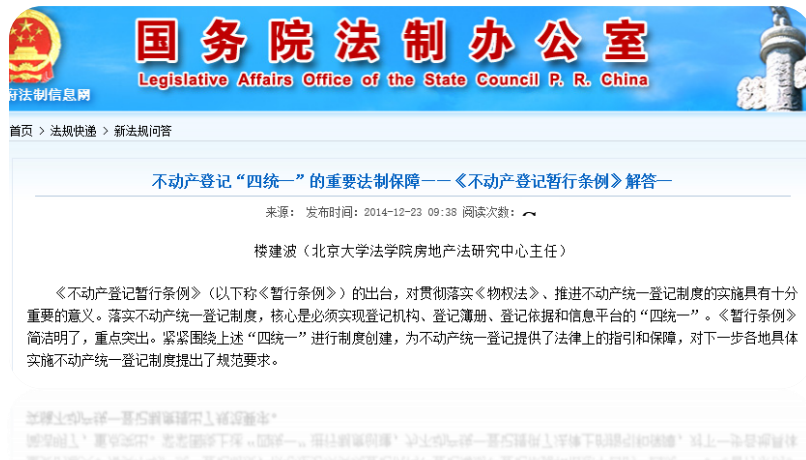 国务院法制办公室
Legislative Affairs Office of the State Council P. R. China
府法制信息网
首页 > 法规快递 > 新法规问答
不动产登记“四统一”的重要法制保障——《不动产登记暂行条例》解答一
来源： 发布时间：2014-12-23 09:38 阅读次数：
楼建波（北京大学法学院房地产法研究中心主任）
《不动产登记暂行条例》（以下称《暂行条例》）的出台，对贯彻落实《物权法》、推进不动产统一登记制度的实施具有十分
重要的意义。落实不动产统一登记制度，核心是必须实现登记机构、登记簿册、登记依据和信息平台的“四统一”。《暂行条例》
简洁明了，重点突出。紧紧围绕上述“四统一”进行制度创建，为不动产统一登记提供了法律上的指引和保障，对下一步各地具体
实施不动产统一登记制度提出了规范要求。